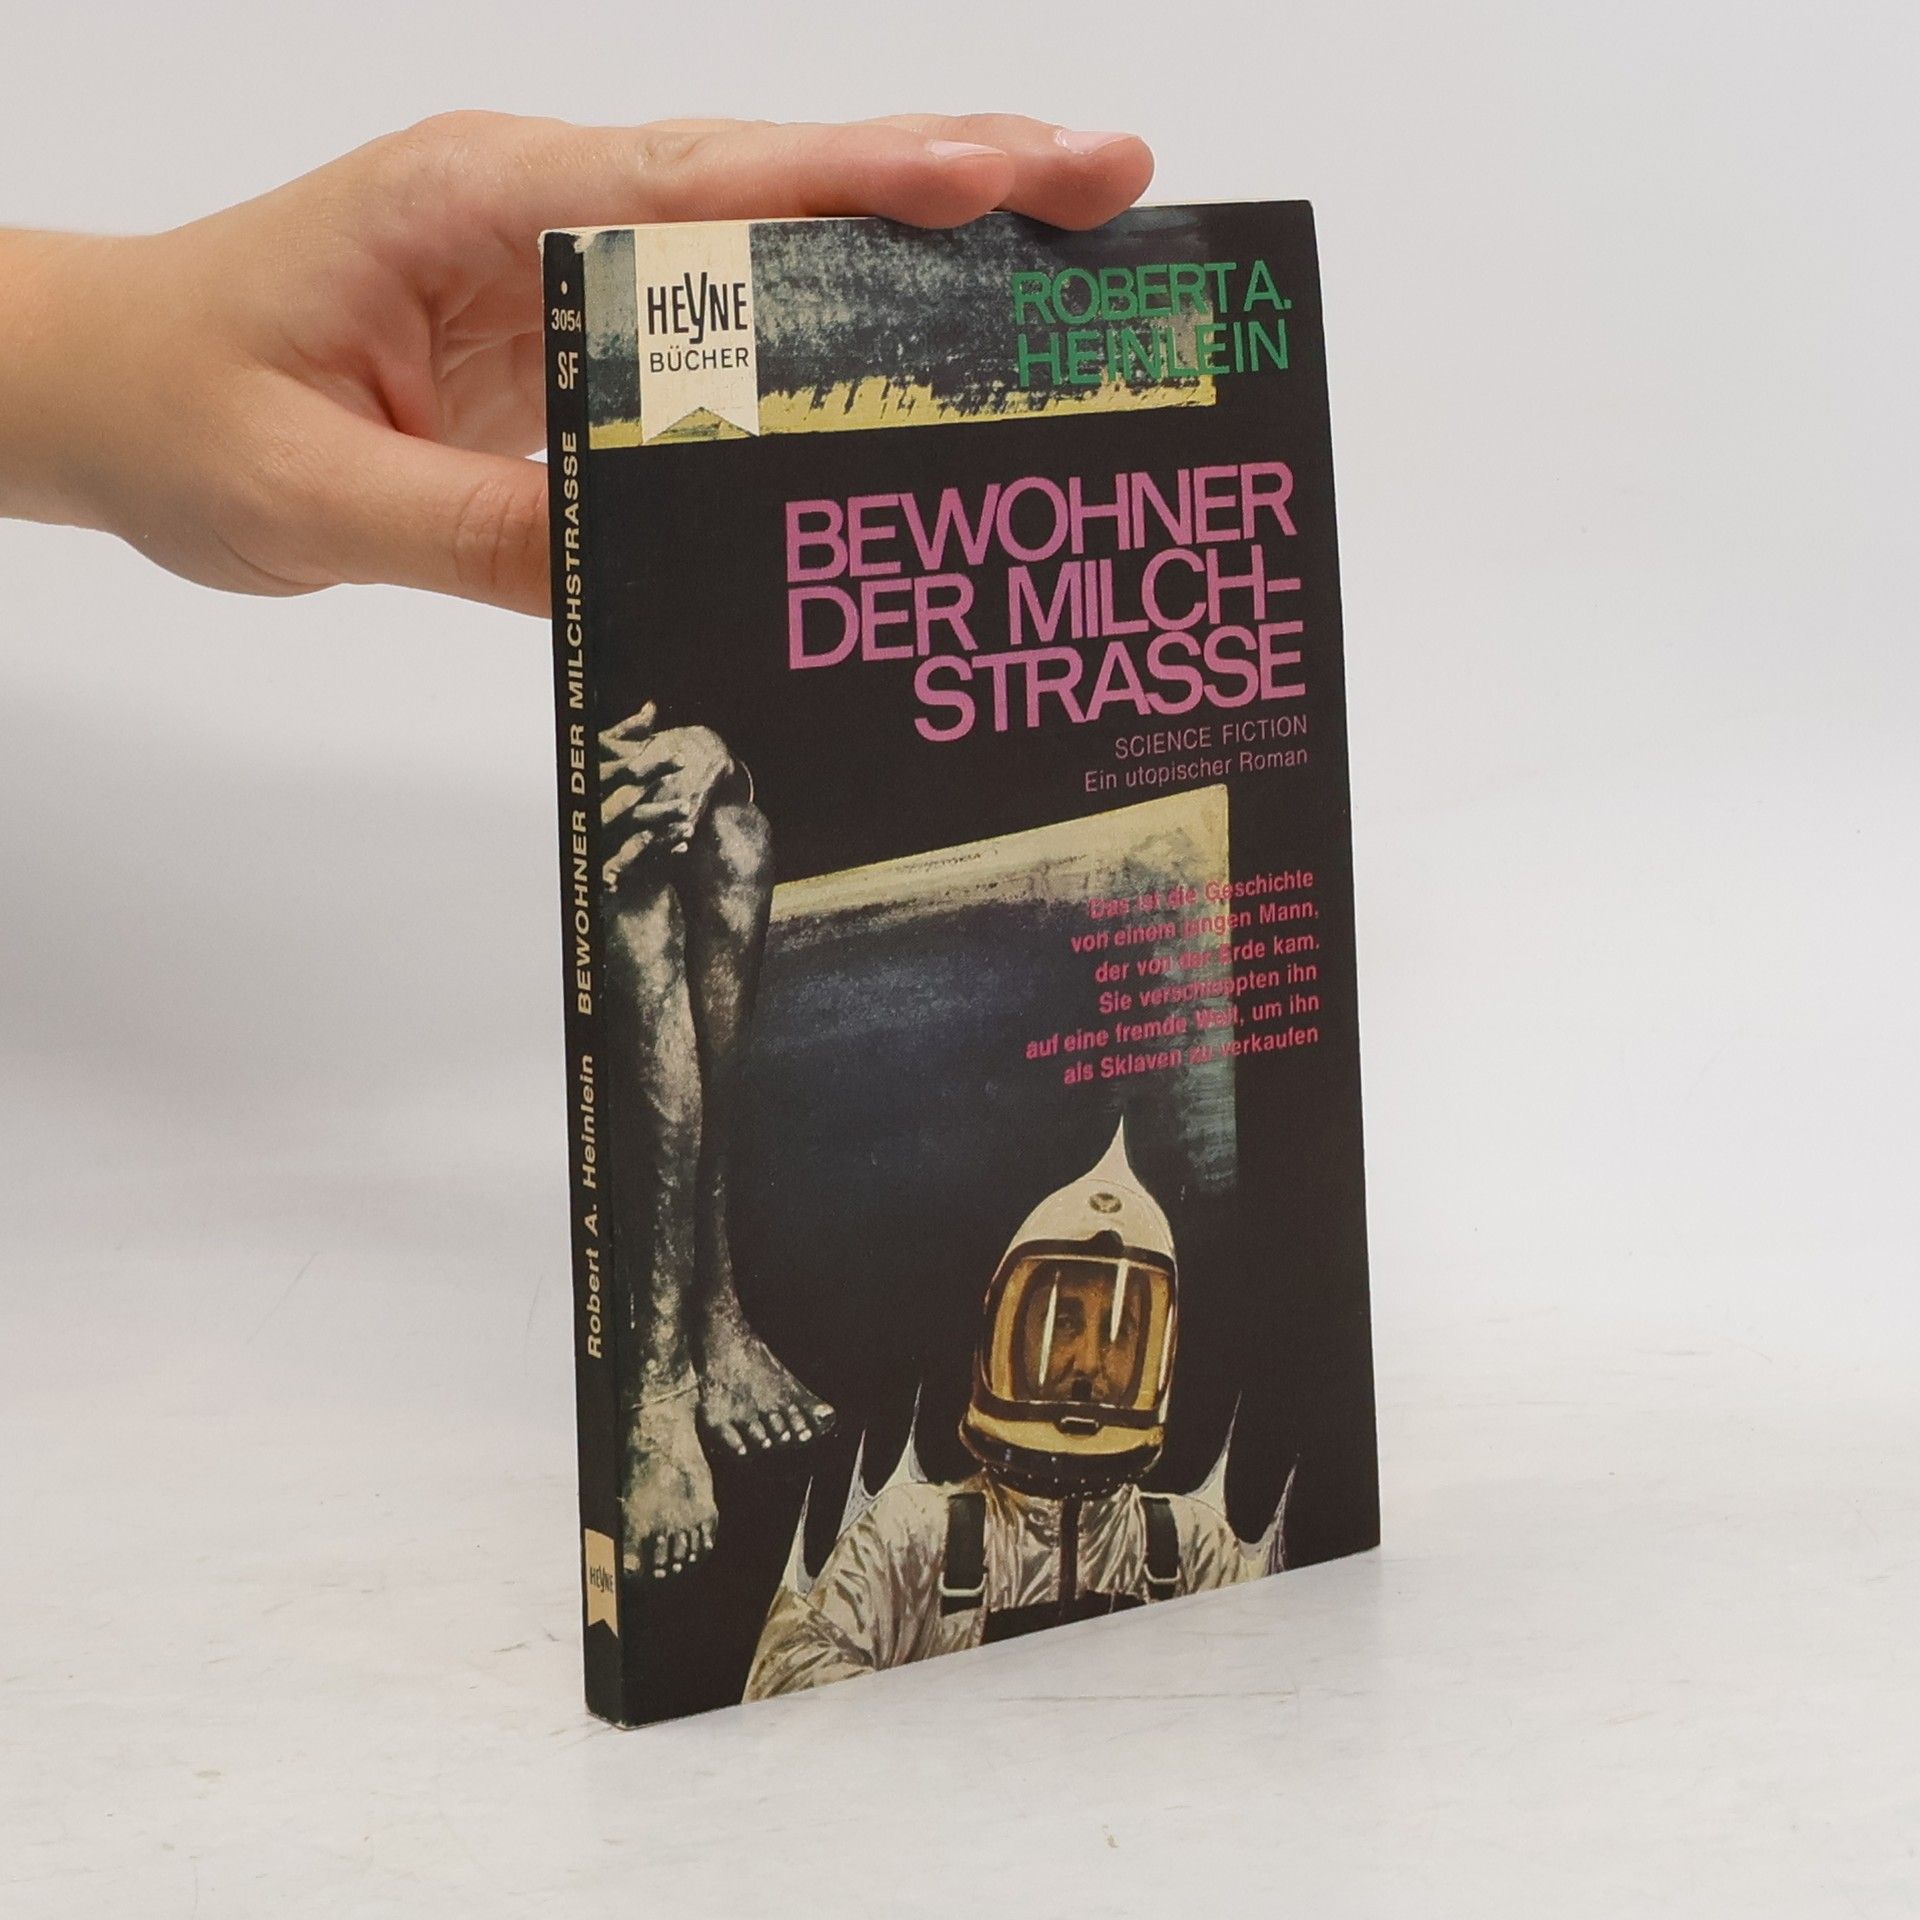 HEYNE
BÜCHER
ROBERT A.
HEINLEIN
BEWOHNER
DER MILCH-
STRASSE
SCIENCE FICTION
Ein utopischer Roman
Das ist die Geschichte
von einem jungen Mann,
der von der Erde kam.
Sie verschleppten ihn
auf eine fremde Welt, um ihn
als Sklaven zu verkaufen
• 3054 SF BEWOHNER DER MILCHSTRASSE Robert A. Heinlein
HEYNE